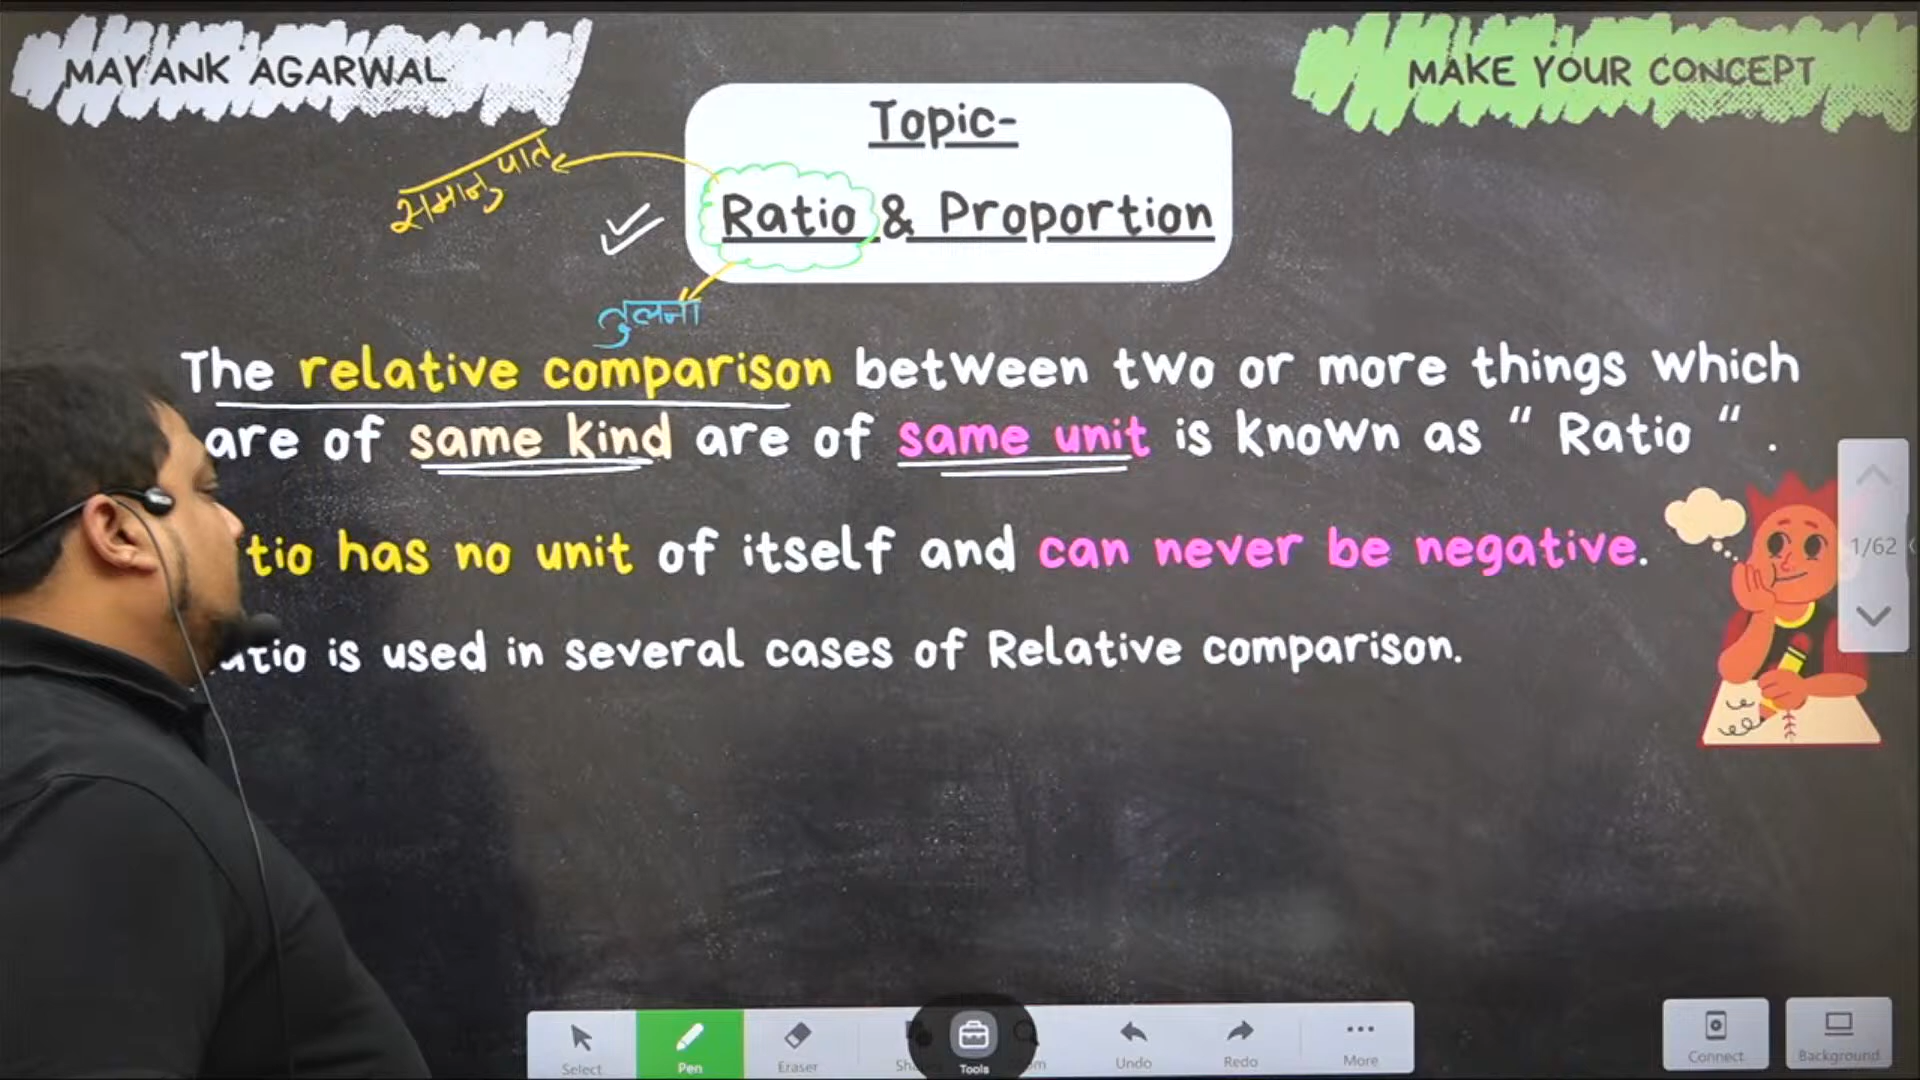 MAYANK AGARWAL
MAKE YOUR CONCEPT
Topic-
समानुपात
Ratio & Proportion
तुलना
The relative comparison between two or more things which
are of same kind are of same unit is known as “ Ratio “ .
tio has no unit of itself and can never be negative.
atio is used in several cases of Relative comparison.
1/62
Select
Pen
Eraser
Tools
Undo
Redo
More
Connect
Background